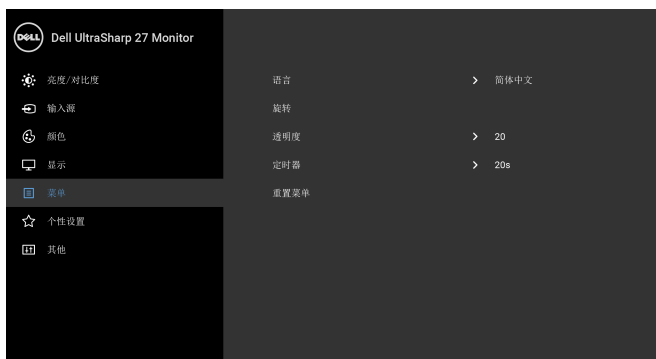 DELL Dell UltraSharp 27 Monitor
亮度/对比度
语言 简体中文
输入源
旋转
颜色
透明度 20
显示
定时器 20s
菜单
重置菜单
个性设置
其他